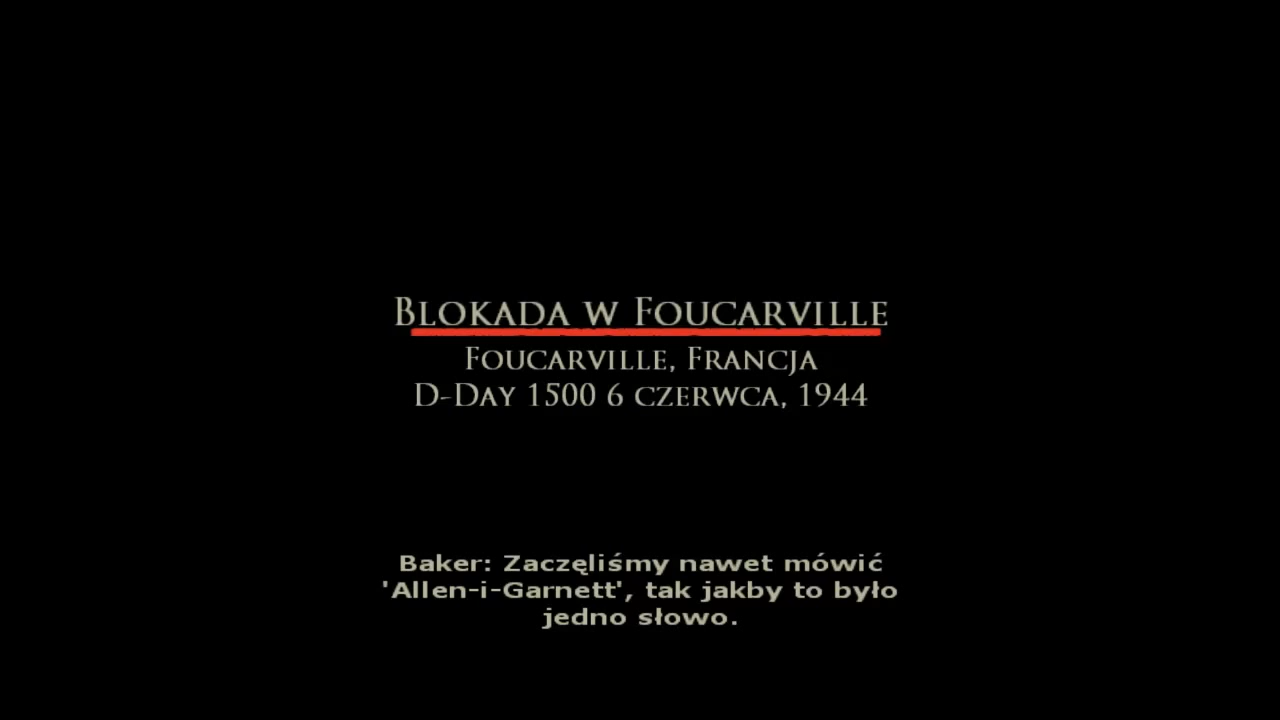 Blokada w Foucarville
Foucarville, Francja
D-Day 1500 6 czerwca, 1944
Baker: Zaczęliśmy nawet mówić
'Allen-i-Garnett', tak jakby to było
jedno słowo.